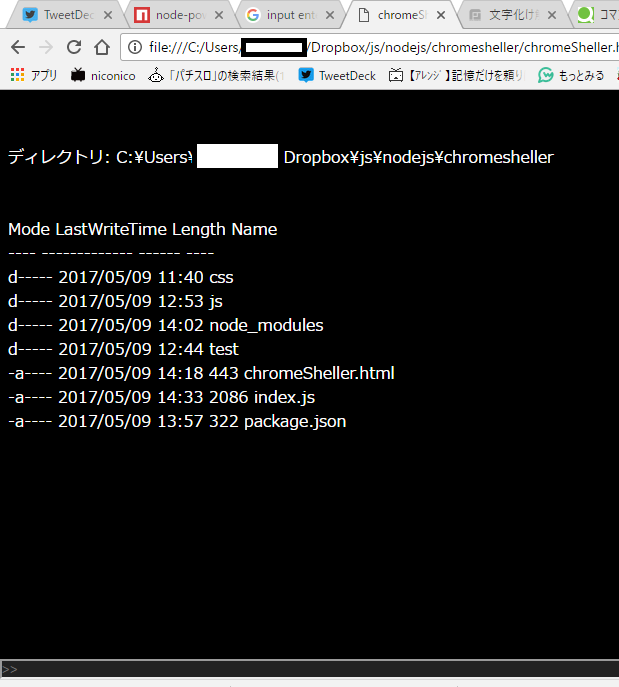 TweetDec
node-pow
input ente
chromeSh
文字化け
コマ
file:///C:/Users/ /Dropbox/js/nodejs/chromesheller/chromeSheller.h
アプリ niconico 「パチスロ」の検索結果(1 TweetDeck 【ｱﾚﾝｼﾞ】記憶だけを頼り もっとみる
ディレクトリ: C:¥Users¥ Dropbox¥js¥nodejs¥chromesheller
Mode LastWriteTime Length Name
---- ------------- ------ ----
d----- 2017/05/09 11:40 css
d----- 2017/05/09 12:53 js
d----- 2017/05/09 14:02 node_modules
d----- 2017/05/09 12:44 test
-a---- 2017/05/09 14:18 443 chromeSheller.html
-a---- 2017/05/09 14:33 2086 index.js
-a---- 2017/05/09 13:57 322 package.json
>>